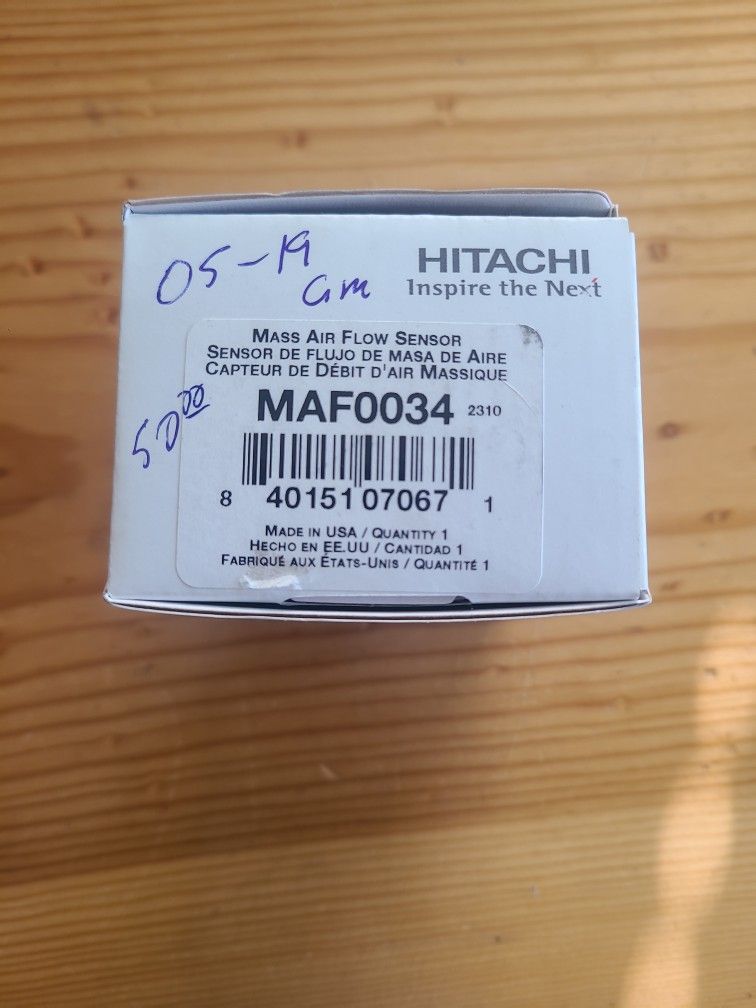 05-19
GM
HITACHI
Inspire the Next
MASS AIR FLOW SENSOR
SENSOR DE FLUJO DE MASA DE AIRE
CAPTEUR DE DÉBIT D'AIR MASSIQUE
50.00
MAF0034 2310
8 40151 07067 1
MADE IN USA / QUANTITY 1
HECHO EN EE.UU / CANTIDAD 1
FABRIQUÉ AUX ÉTATS-UNIS / QUANTITÉ 1